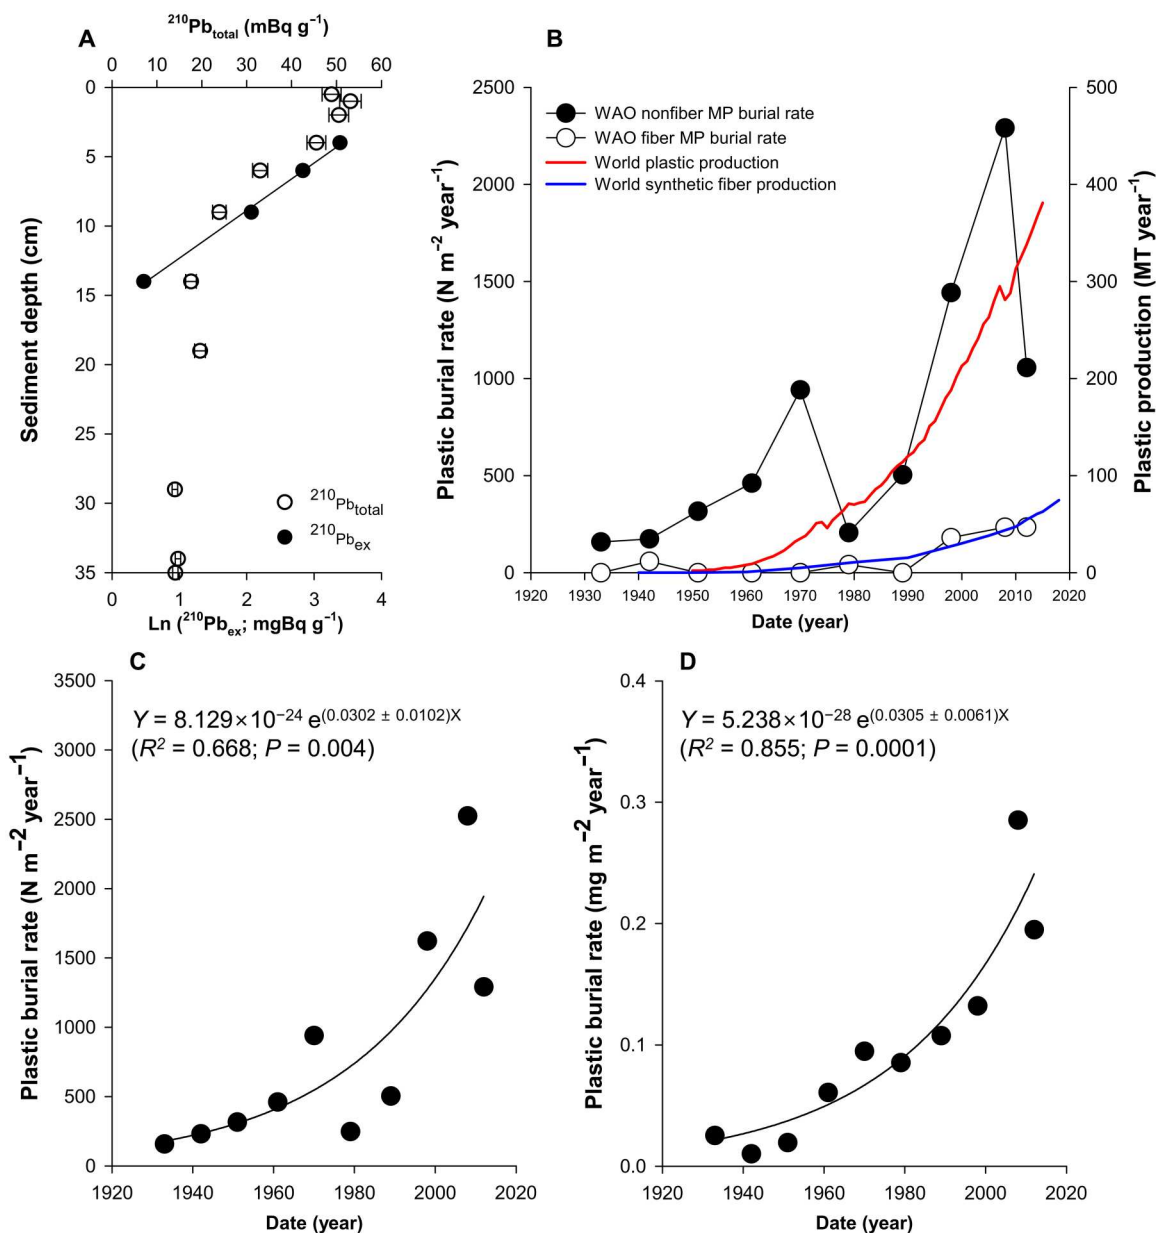 A
²¹⁰Pb_total (mBq g⁻¹)
0 10 20 30 40 50 60
0
5
10
15
20
25
30
35
Sediment depth (cm)
²¹⁰Pb_total
²¹⁰Pb_ex
0 1 2 3 4
Ln (²¹⁰Pb_ex; mgBq g⁻¹)
B
WAO nonfiber MP burial rate
WAO fiber MP burial rate
World plastic production
World synthetic fiber production
2500
2000
1500
1000
500
0
Plastic burial rate (N m⁻² year⁻¹)
500
400
300
200
100
0
Plastic production (MT year⁻¹)
1920 1930 1940 1950 1960 1970 1980 1990 2000 2010 2020
Date (year)
C
Y = 8.129×10⁻²⁴ e^(0.0302 ± 0.0102)X
(R² = 0.668; P = 0.004)
3500
3000
2500
2000
1500
1000
500
0
Plastic burial rate (N m⁻² year⁻¹)
1920 1940 1960 1980 2000 2020
Date (year)
D
Y = 5.238×10⁻²⁸ e^(0.0305 ± 0.0061)X
(R² = 0.855; P = 0.0001)
0.4
0.3
0.2
0.1
0.0
Plastic burial rate (mg m⁻² year⁻¹)
1920 1940 1960 1980 2000 2020
Date (year)